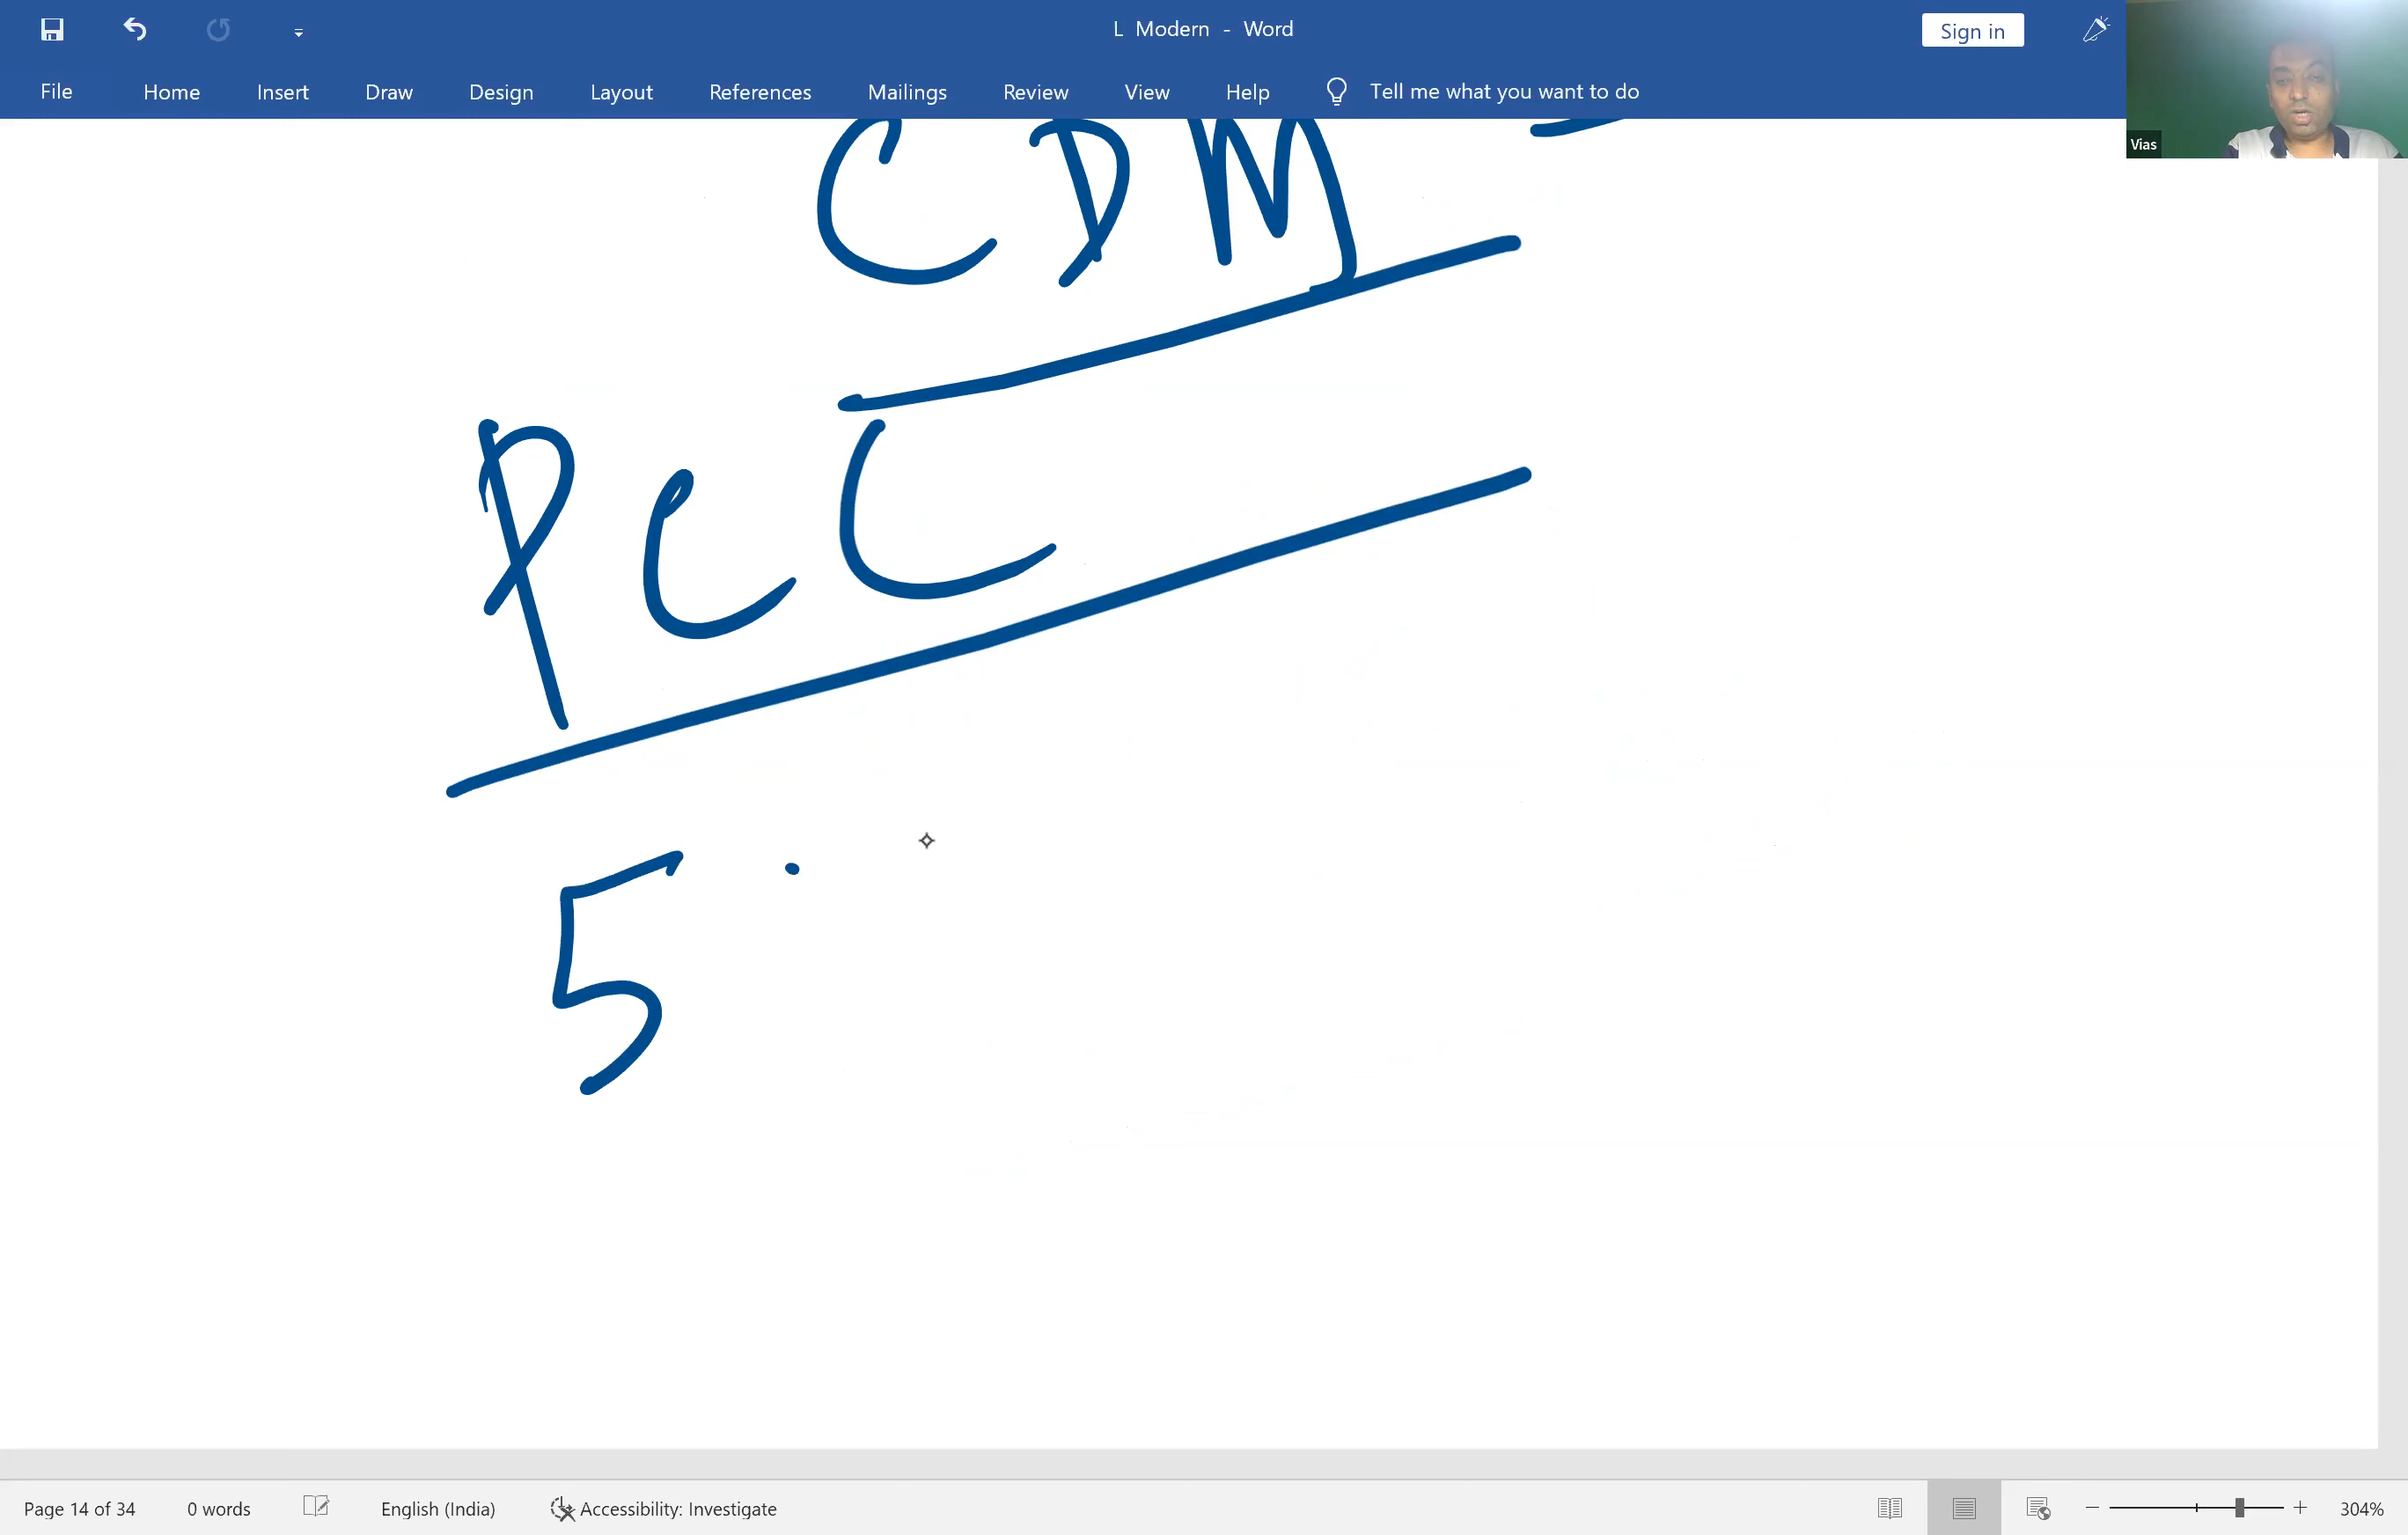 L Modern - Word
Sign in
File Home Insert Draw Design Layout References Mailings Review View Help Tell me what you want to do
Vias
CDM
PCC
5
Page 14 of 34 0 words English (India) Accessibility: Investigate 304%